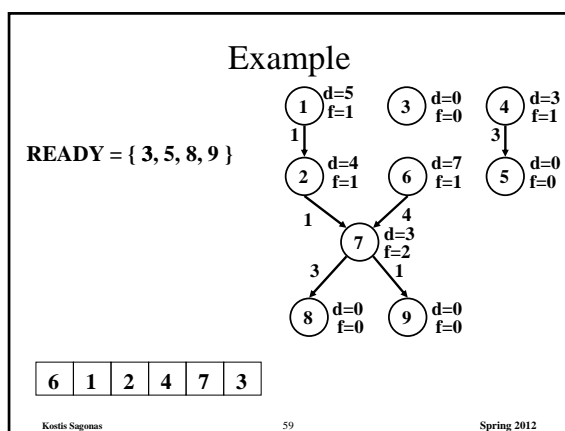 Example
1 d=5
f=1
3 d=0
f=0
4 d=3
f=1
1
3
READY = { 3, 5, 8, 9 }
2 d=4
f=1
6 d=7
f=1
5 d=0
f=0
1
4
7 d=3
f=2
3
1
8 d=0
f=0
9 d=0
f=0
6 1 2 4 7 3
Kostis Sagonas 59 Spring 2012